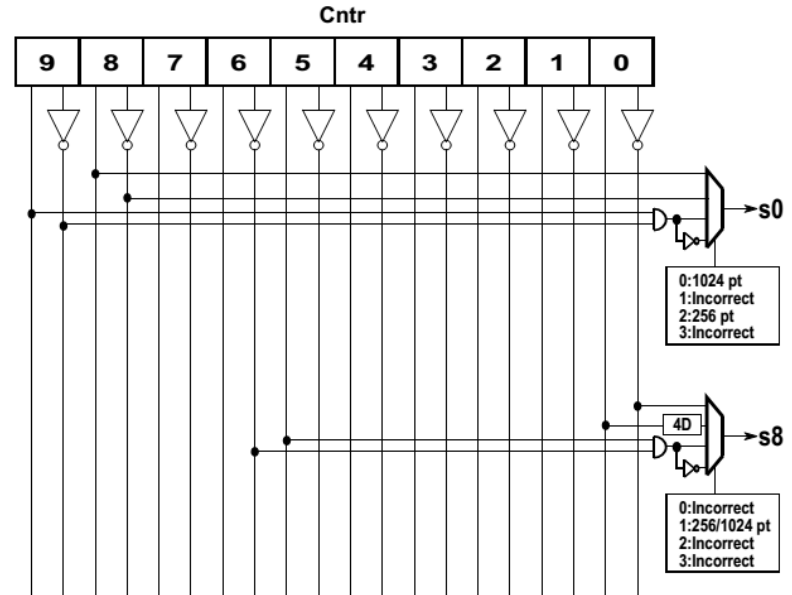 Cntr
9 8 7 6 5 4 3 2 1 0
s0
0:1024 pt
1:Incorrect
2:256 pt
3:Incorrect
4D
s8
0:Incorrect
1:256/1024 pt
2:Incorrect
3:Incorrect